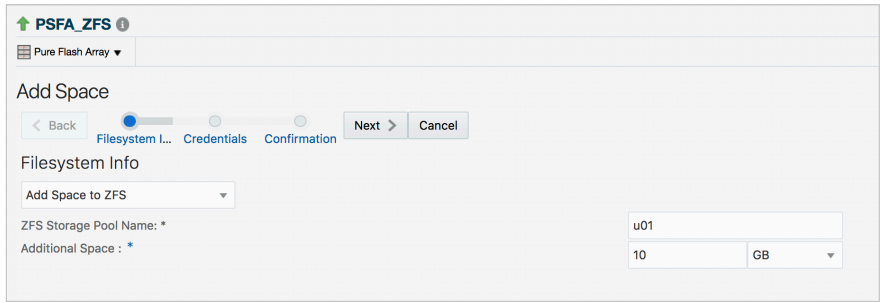 PSFA_ZFS
Pure Flash Array
Add Space
Back
Next
Cancel
Filesystem I...
Credentials
Confirmation
Filesystem Info
Add Space to ZFS
ZFS Storage Pool Name: * u01
Additional Space : * 10 GB